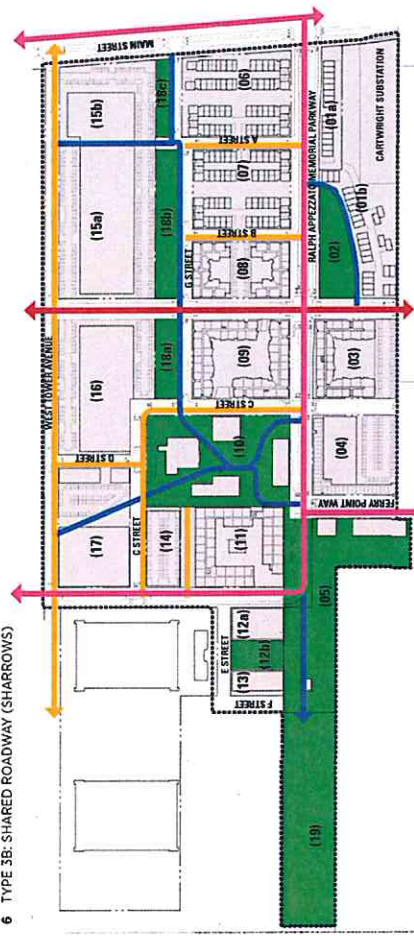 6 TYPE 3B: SHARED ROADWAY (SHARROWS)
MAIN STREET
WEST TOWER AVENUE
(15b)
(18c)
(06)
(01a)
CARTWRIGHT SUBSTATION
A STREET
RALPH APPEZZATO MEMORIAL PARKWAY
(15a)
(18b)
(07)
(01b)
B STREET
G STREET
(08)
(02)
(16)
(18a)
(09)
(03)
C STREET
D STREET
(10)
(04)
FERRY POINT WAY
(17)
C STREET
(14)
(11)
(05)
E STREET
(12a)
(12b)
(13)
F STREET
(19)